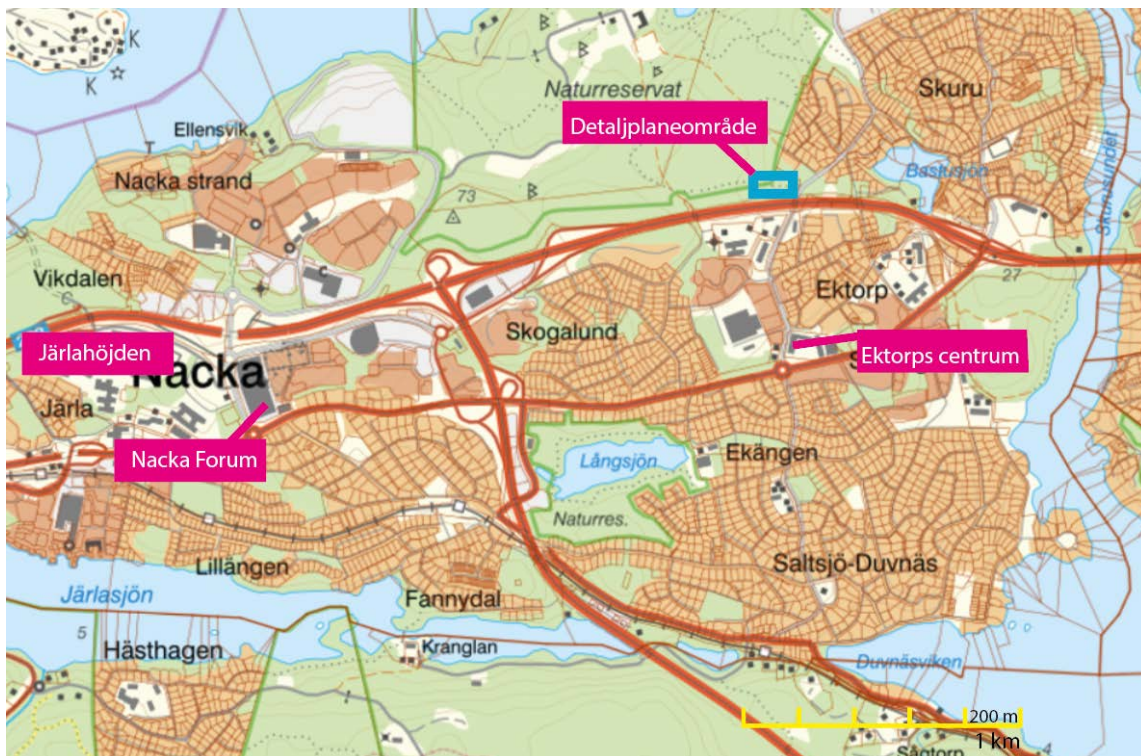 K
K
Skuru
Naturreservat
Detaljplaneområde
Ellensvik
Bastusjön
Nacka strand
73
Skurusundet
Vikdalen
27
Ektorp
Skogalund
Järlahöjden
Nacka
Ektorps centrum
S
Järla
Nacka Forum
Långsjön
Ekängen
Naturres.
Lillängen
Saltsjö-Duvnäs
Järlasjön
Fannydal
5
Hästhagen
Kranglan
Duvnäsviken
200 m
1 km
Sågtorp